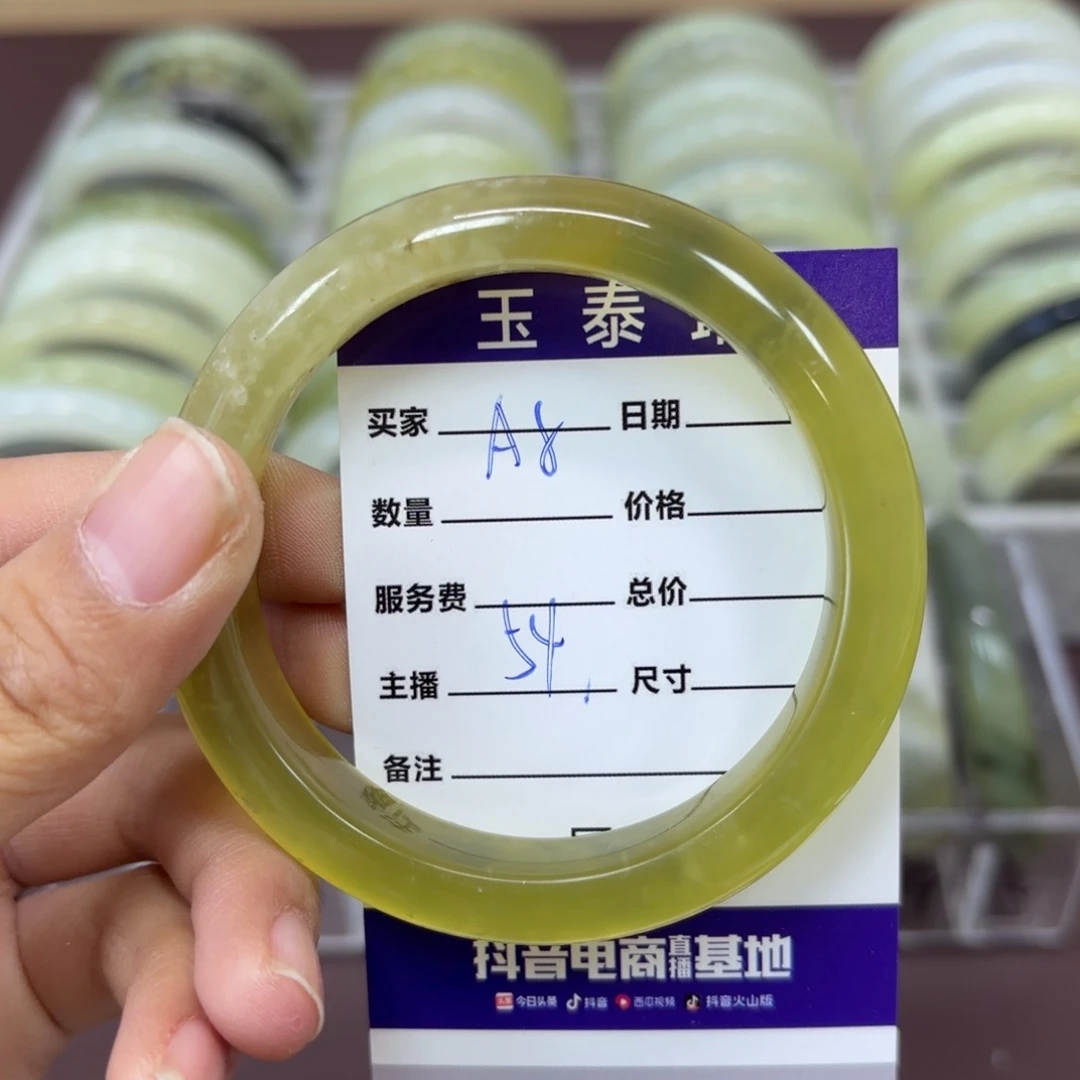 玉 泰
买家 A8 日期
数量 价格
服务费 总价
主播 54, 尺寸
备注
抖音电商直播基地
头条 今日头条 抖音 西瓜视频 抖音火山版